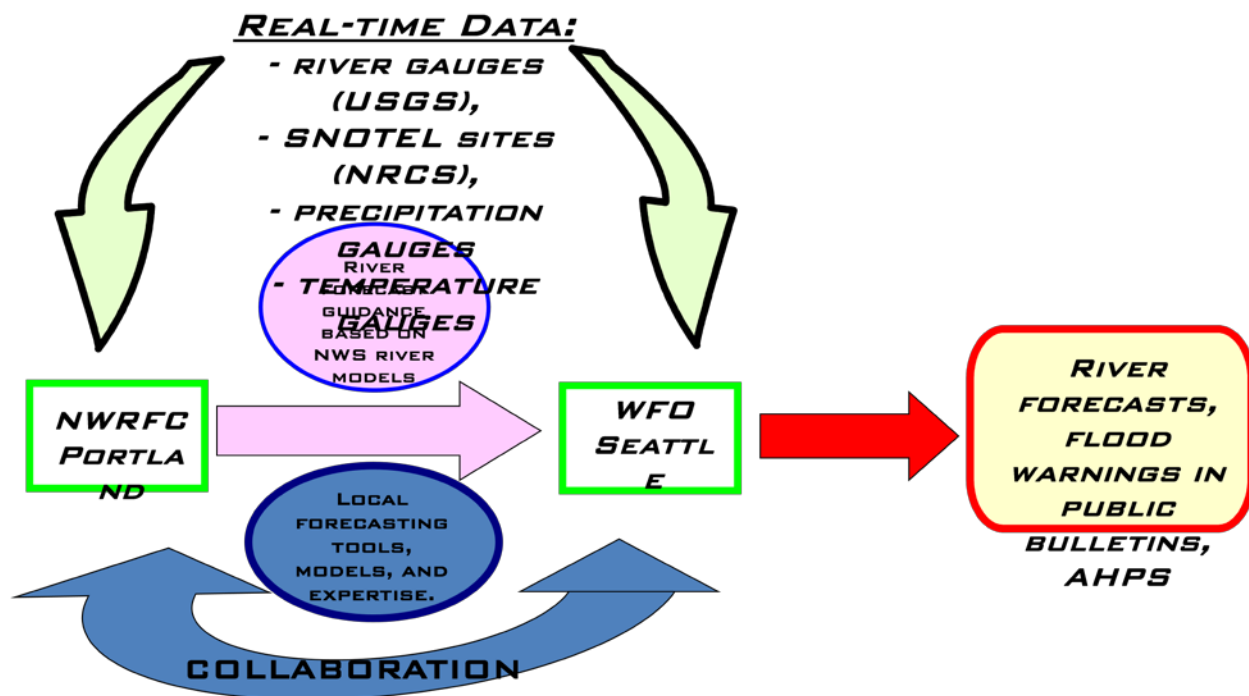 REAL-TIME DATA:
- RIVER GAUGES
(USGS),
- SNOTEL SITES
(NRCS),
- PRECIPITATION
GAUGES
- TEMPERATURE
GAUGES
RIVER
FORECAST
GUIDANCE
BASED ON
NWS RIVER
MODELS
NWRFC
PORTLA
ND
WFO
SEATTL
E
RIVER
FORECASTS,
FLOOD
WARNINGS IN
PUBLIC
BULLETINS,
AHPS
LOCAL
FORECASTING
TOOLS,
MODELS, AND
EXPERTISE.
COLLABORATION